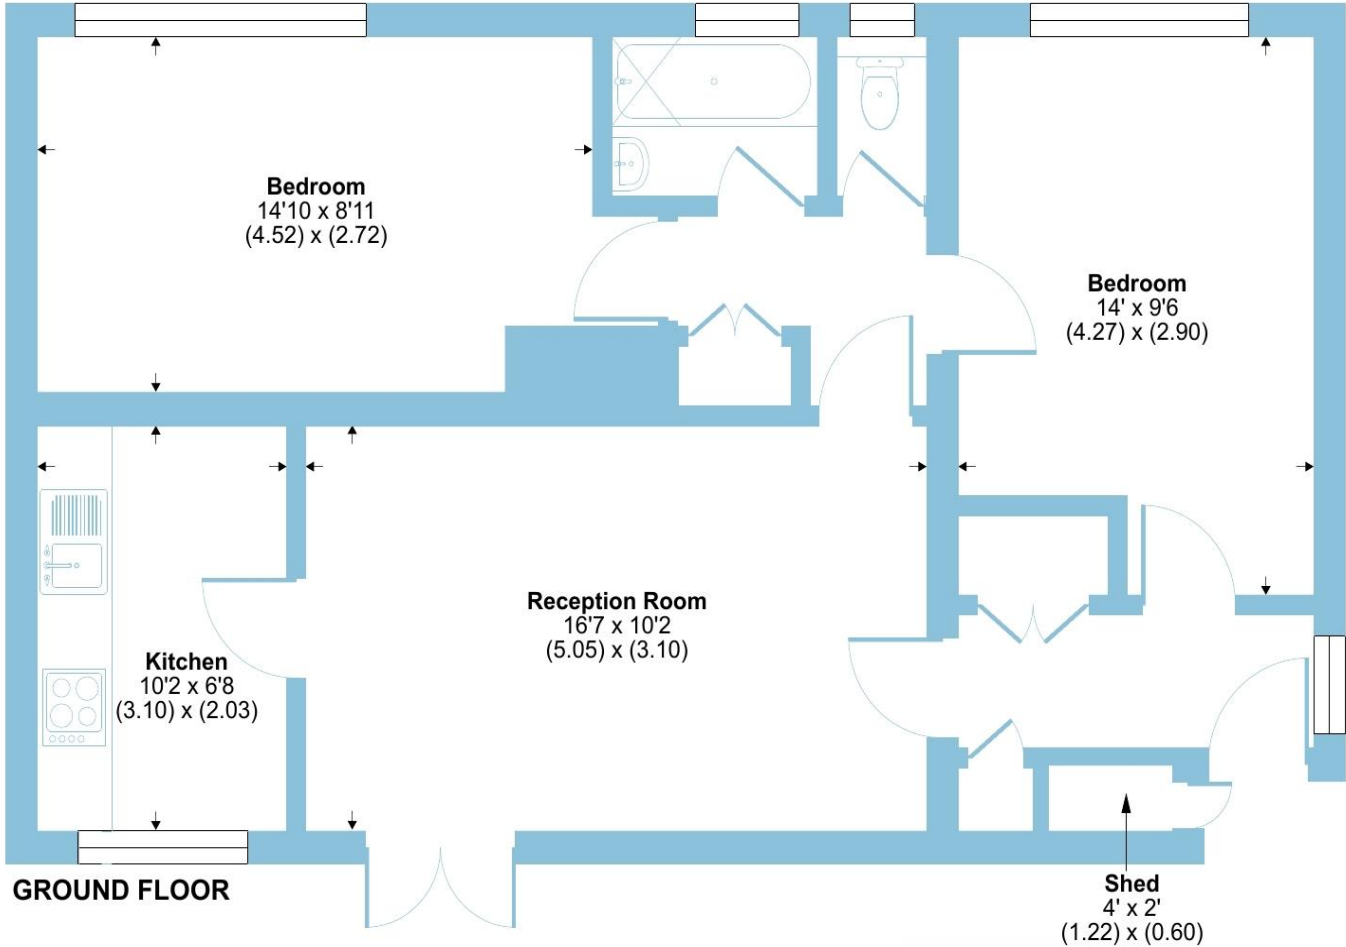 Bedroom
14'10 x 8'11
(4.52) x (2.72)
Bedroom
14' x 9'6
(4.27) x (2.90)
Reception Room
16'7 x 10'2
(5.05) x (3.10)
Kitchen
10'2 x 6'8
(3.10) x (2.03)
GROUND FLOOR
Shed
4' x 2'
(1.22) x (0.60)